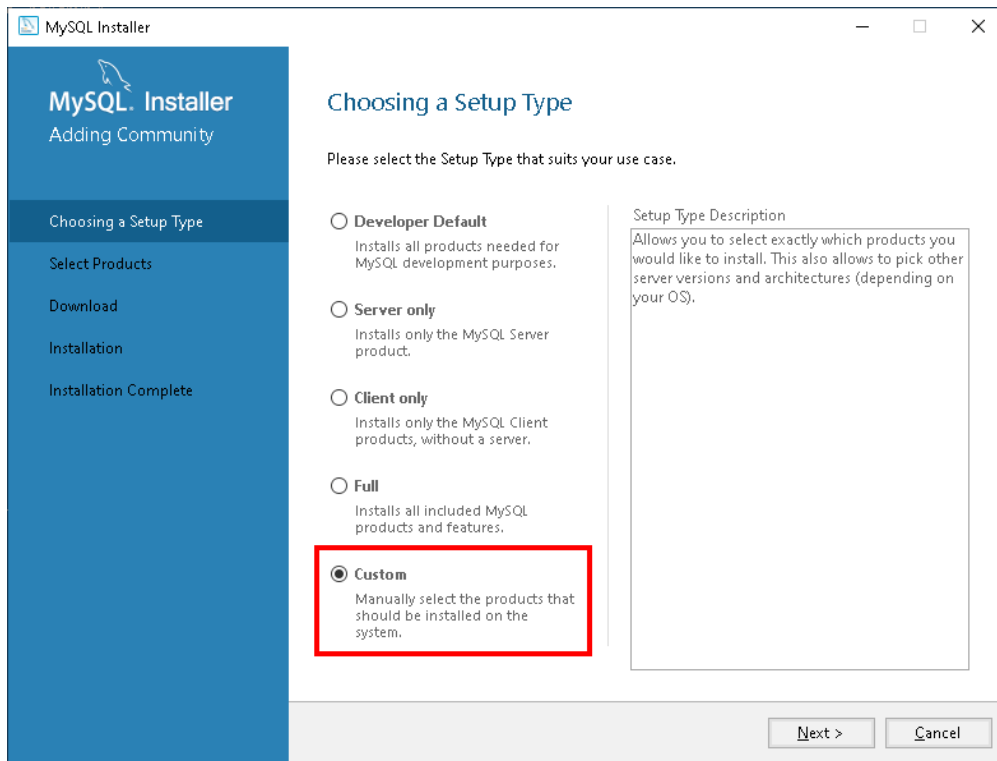 MySQL Installer
MySQL. Installer
Adding Community
Choosing a Setup Type
Select Products
Download
Installation
Installation Complete
Choosing a Setup Type
Please select the Setup Type that suits your use case.
Developer Default
Installs all products needed for
MySQL development purposes.
Server only
Installs only the MySQL Server
product.
Client only
Installs only the MySQL Client
products, without a server.
Full
Installs all included MySQL
products and features.
Custom
Manually select the products that
should be installed on the
system.
Setup Type Description
Allows you to select exactly which products you
would like to install. This also allows to pick other
server versions and architectures (depending on
your OS).
Next >
Cancel